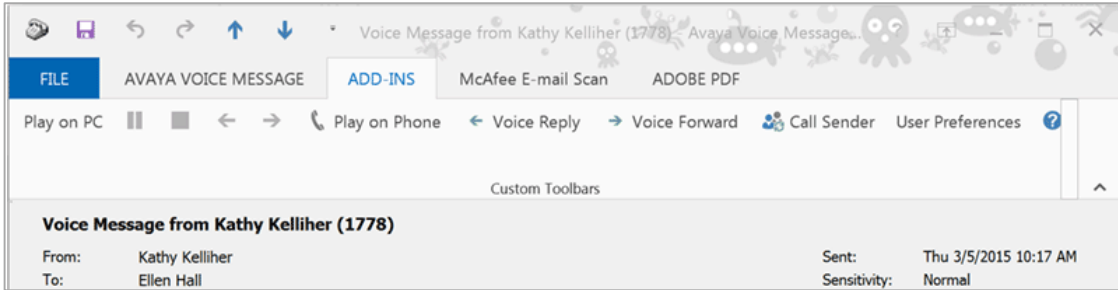 Voice Message from Kathy Kelliher (1778) - Avaya Voice Message...
FILE AVAYA VOICE MESSAGE ADD-INS McAfee E-mail Scan ADOBE PDF
Play on PC Play on Phone Voice Reply Voice Forward Call Sender User Preferences ?
Custom Toolbars
Voice Message from Kathy Kelliher (1778)
From: Kathy Kelliher Sent: Thu 3/5/2015 10:17 AM
To: Ellen Hall Sensitivity: Normal